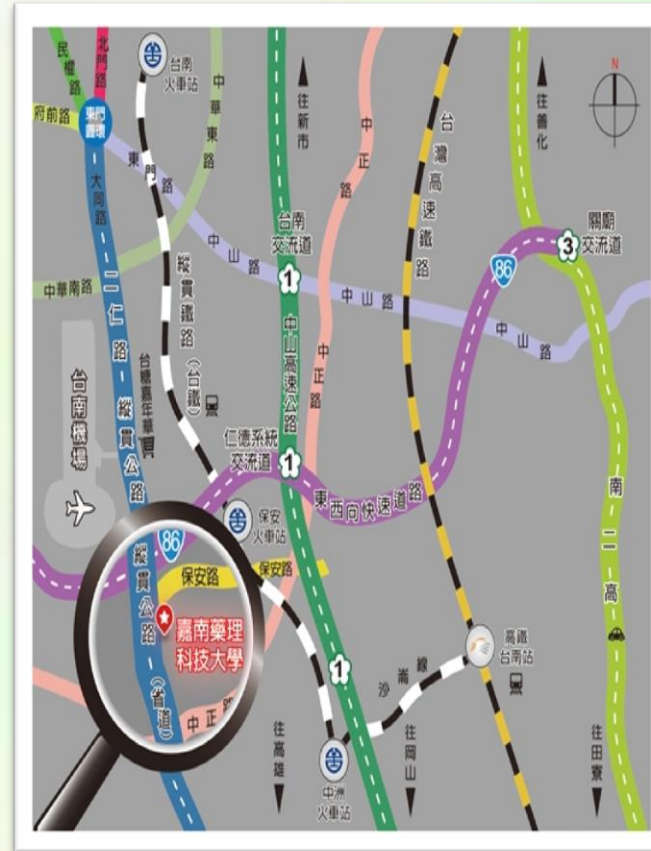 民權路
北門路
府前路
東門
圓環
大同路
台南
火車站
中華東路
東門路
往新市
中正路
台灣高速鐵路
往善化
N
台南
交流道
1
關廟
交流道
3
86
中山路
中山路
中山路
中華南路
二仁路
縱貫公路
縱貫鐵路
(台鐵)
台糖嘉年華
中山高速公路
中正路
台南機場
仁德系統
交流道
1
東西向快速道路
保安
火車站
南二高
86
保安路
保安路
縱貫公路
(省道)
嘉南藥理
科技大學
中正路
1
高鐵
台南站
沙崙線
中洲
火車站
往高雄
往岡山
往田寮